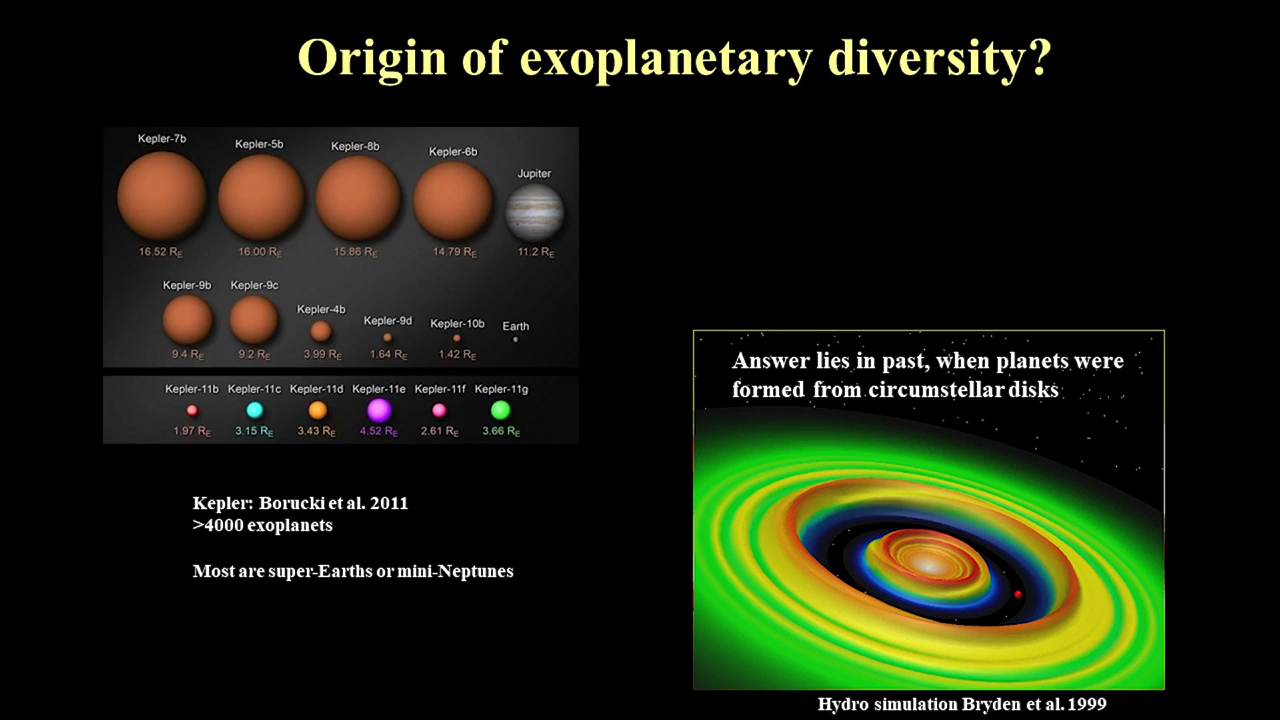 Origin of exoplanetary diversity?
Kepler-7b Kepler-5b Kepler-8b Kepler-6b Jupiter
16.52 RE 16.00 RE 15.86 RE 14.79 RE 11.2 RE
Kepler-9b Kepler-9c Kepler-4b Kepler-9d Kepler-10b Earth
9.4 RE 9.2 RE 3.99 RE 1.64 RE 1.42 RE
Kepler-11b Kepler-11c Kepler-11d Kepler-11e Kepler-11f Kepler-11g
1.97 RE 3.15 RE 3.43 RE 4.52 RE 2.61 RE 3.66 RE
Kepler: Borucki et al. 2011
>4000 exoplanets
Most are super-Earths or mini-Neptunes
Answer lies in past, when planets were
formed from circumstellar disks
Hydro simulation Bryden et al. 1999